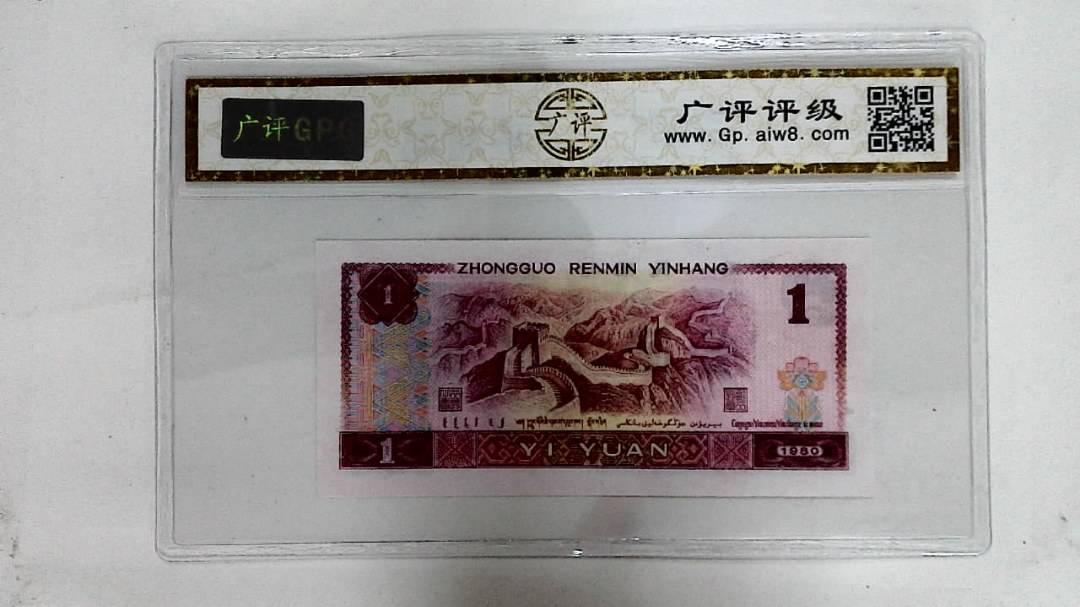 广评GPG
广评
广评评级
www.Gp.aiw8.com
ZHONGGUO RENMIN YINHANG
1
1
1
YI YUAN
1980